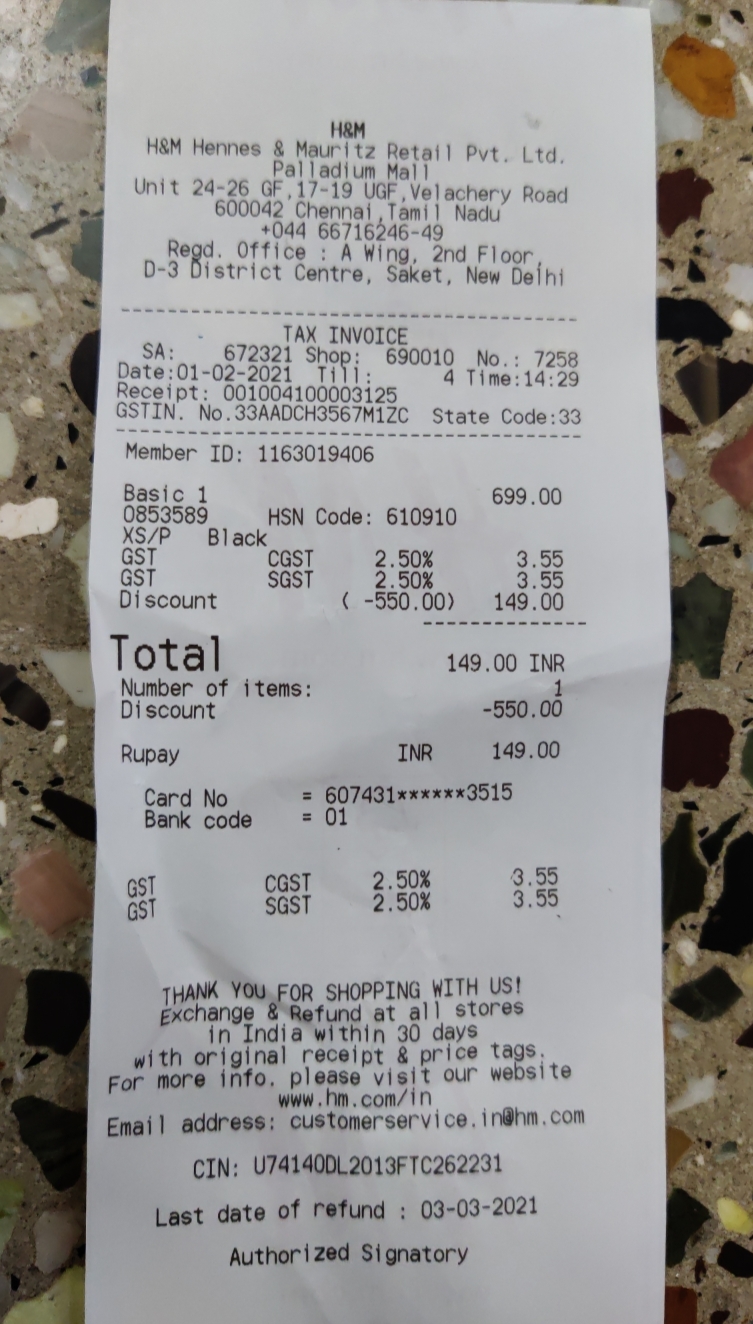 H&M
H&M Hennes & Mauritz Retail Pvt. Ltd.
Palladium Mall
Unit 24-26 GF,17-19 UGF,Velachery Road
600042 Chennai,Tamil Nadu
+044 66716246-49
Regd. Office : A Wing, 2nd Floor,
D-3 District Centre, Saket, New Delhi
TAX INVOICE
SA: 672321 Shop: 690010 No.: 7258
Date:01-02-2021 Till: 4 Time:14:29
Receipt: 001004100003125
GSTIN. No.33AADCH3567M1ZC State Code:33
Member ID: 1163019406
Basic 1 699.00
0853589 HSN Code: 610910
XS/P Black
GST CGST 2.50% 3.55
GST SGST 2.50% 3.55
Discount ( -550.00) 149.00
Total 149.00 INR
Number of items: 1
Discount -550.00
Rupay INR 149.00
Card No = 607431******3515
Bank code = 01
GST CGST 2.50% 3.55
GST SGST 2.50% 3.55
THANK YOU FOR SHOPPING WITH US!
Exchange & Refund at all stores
in India within 30 days
with original receipt & price tags.
For more info. please visit our website
www.hm.com/in
Email address: customerservice.in@hm.com
CIN: U74140DL2013FTC262231
Last date of refund : 03-03-2021
Authorized Signatory